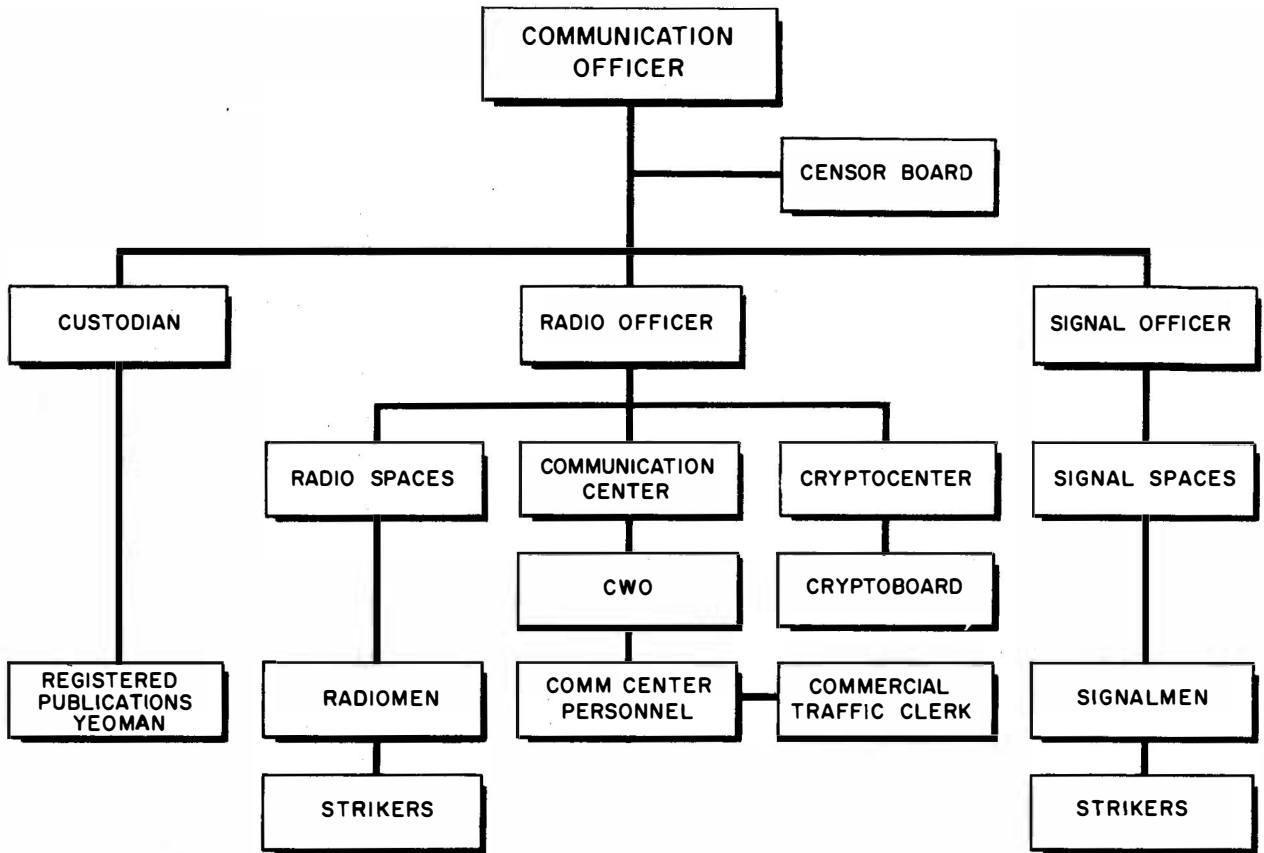 COMMUNICATION
OFFICER
CENSOR BOARD
CUSTODIAN
RADIO OFFICER
SIGNAL OFFICER
RADIO SPACES
COMMUNICATION
CENTER
CRYPTOCENTER
SIGNAL SPACES
CWO
CRYPTOBOARD
REGISTERED
PUBLICATIONS
YEOMAN
RADIOMEN
COMM CENTER
PERSONNEL
COMMERCIAL
TRAFFIC CLERK
SIGNALMEN
STRIKERS
STRIKERS